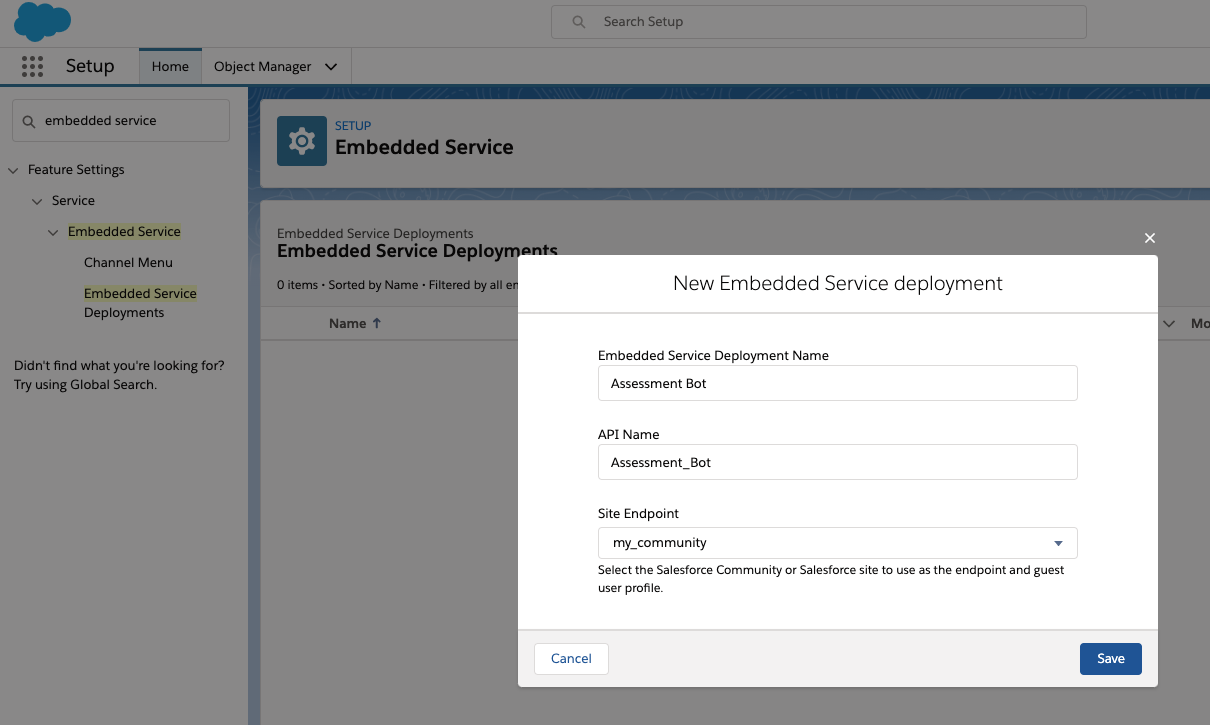 Search Setup
Setup
Home
Object Manager
embedded service
Feature Settings
Service
Embedded Service
Channel Menu
Embedded Service
Deployments
Didn't find what you're looking for?
Try using Global Search.
SETUP
Embedded Service
Embedded Service Deployments
Embedded Service Deployments
0 items • Sorted by Name • Filtered by all
Name ↑
New Embedded Service deployment
Embedded Service Deployment Name
Assessment Bot
API Name
Assessment_Bot
Site Endpoint
my_community
Select the Salesforce Community or Salesforce site to use as the endpoint and guest
user profile.
Cancel
Save